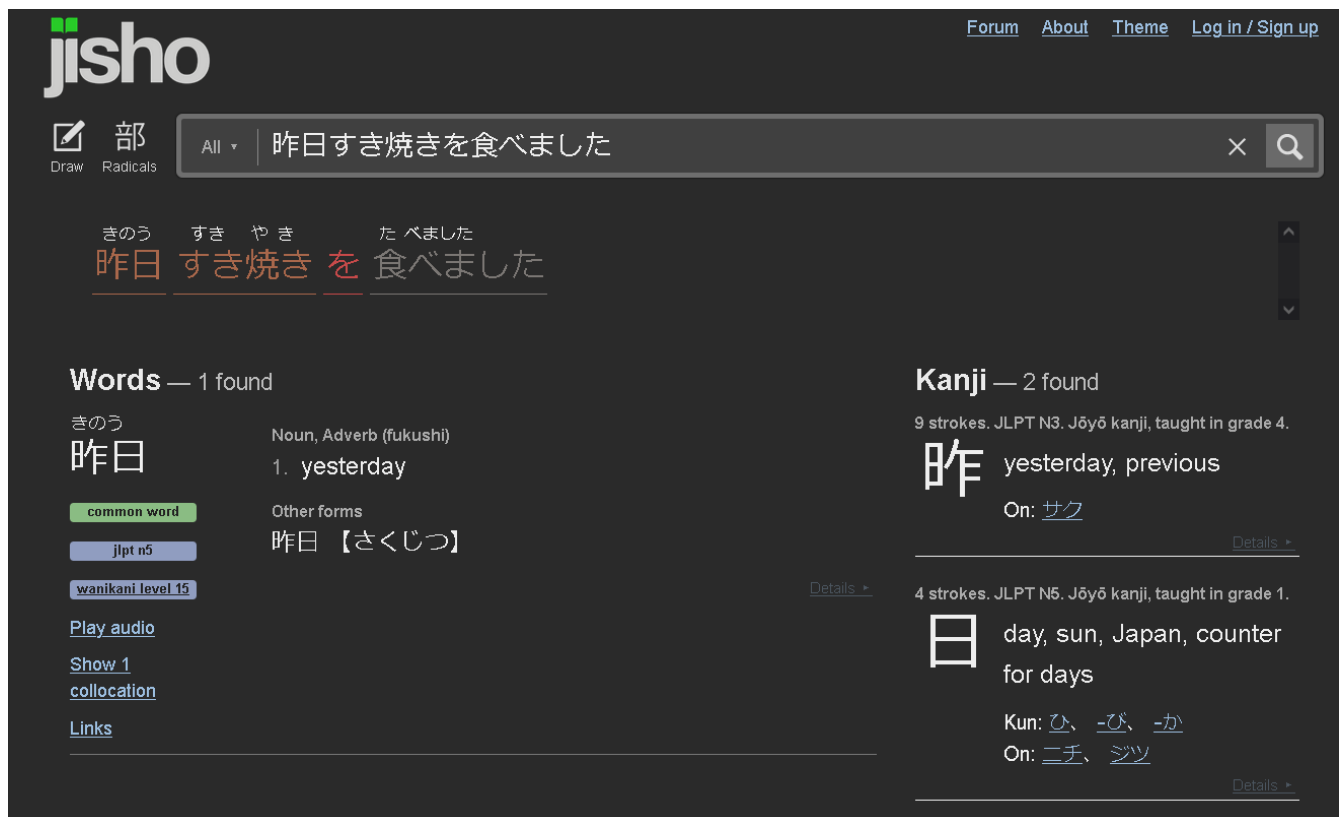 jisho
Forum About Theme Log in / Sign up
Draw
部
Radicals
All
昨日すき焼きを食べました
きのう すき や き た べました
昨日 すき焼き を 食べました
Words — 1 found
きのう
昨日
common word
jlpt n5
wanikani level 15
Play audio
Show 1
collocation
Links
Noun, Adverb (fukushi)
1. yesterday
Other forms
昨日 【さくじつ】
Details
Kanji — 2 found
9 strokes. JLPT N3. Jōyō kanji, taught in grade 4.
昨
yesterday, previous
On: サク
Details
4 strokes. JLPT N5. Jōyō kanji, taught in grade 1.
日
day, sun, Japan, counter
for days
Kun: ひ、 -び、 -か
On: ニチ、 ジツ
Details